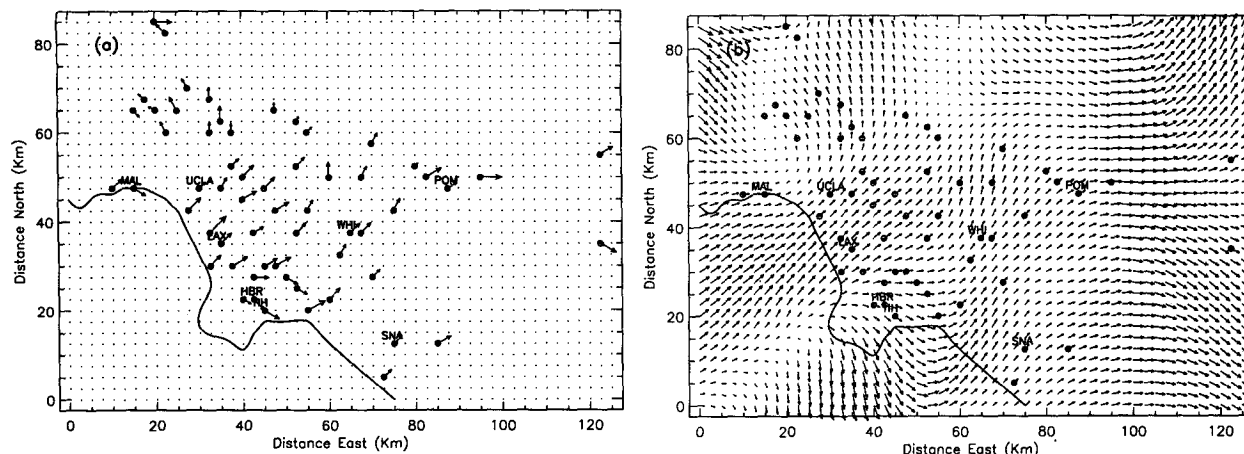 (a)
80
60
40
20
0
Distance North (Km)
MAL
UCLA
POM
LAX
WHI
HBR
HH
SNA
0
20
40
60
80
100
120
Distance East (Km)
(b)
80
60
40
20
0
Distance North (Km)
MAL
UCLA
POM
LAX
WHI
HBR
HH
SNA
0
20
40
60
80
100
120
Distance East (Km)